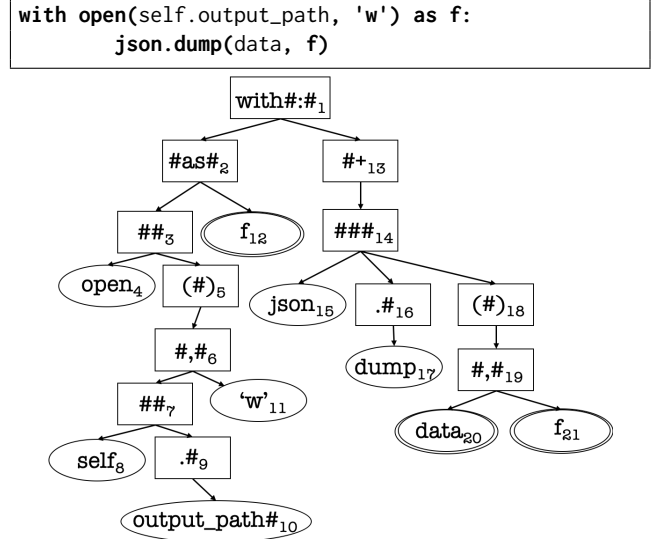 with open(self.output_path, 'w') as f:
json.dump(data, f)
with#:#1
#as#2 #+13
##3 f12 ###14
open4 (#)5 json15 .#16 (#)18
#,#6 dump17 #,#19
##7 ‘w’11 data20 f21
self8 .#9
output_path#10